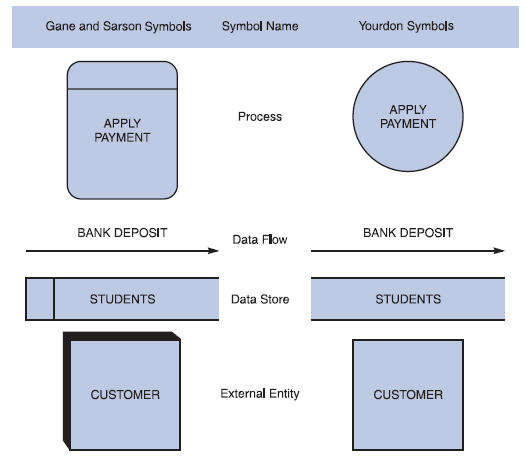 Gane and Sarson Symbols Symbol Name Yourdon Symbols
APPLY
PAYMENT
Process
APPLY
PAYMENT
BANK DEPOSIT
Data Flow
BANK DEPOSIT
STUDENTS
Data Store
STUDENTS
CUSTOMER
External Entity
CUSTOMER